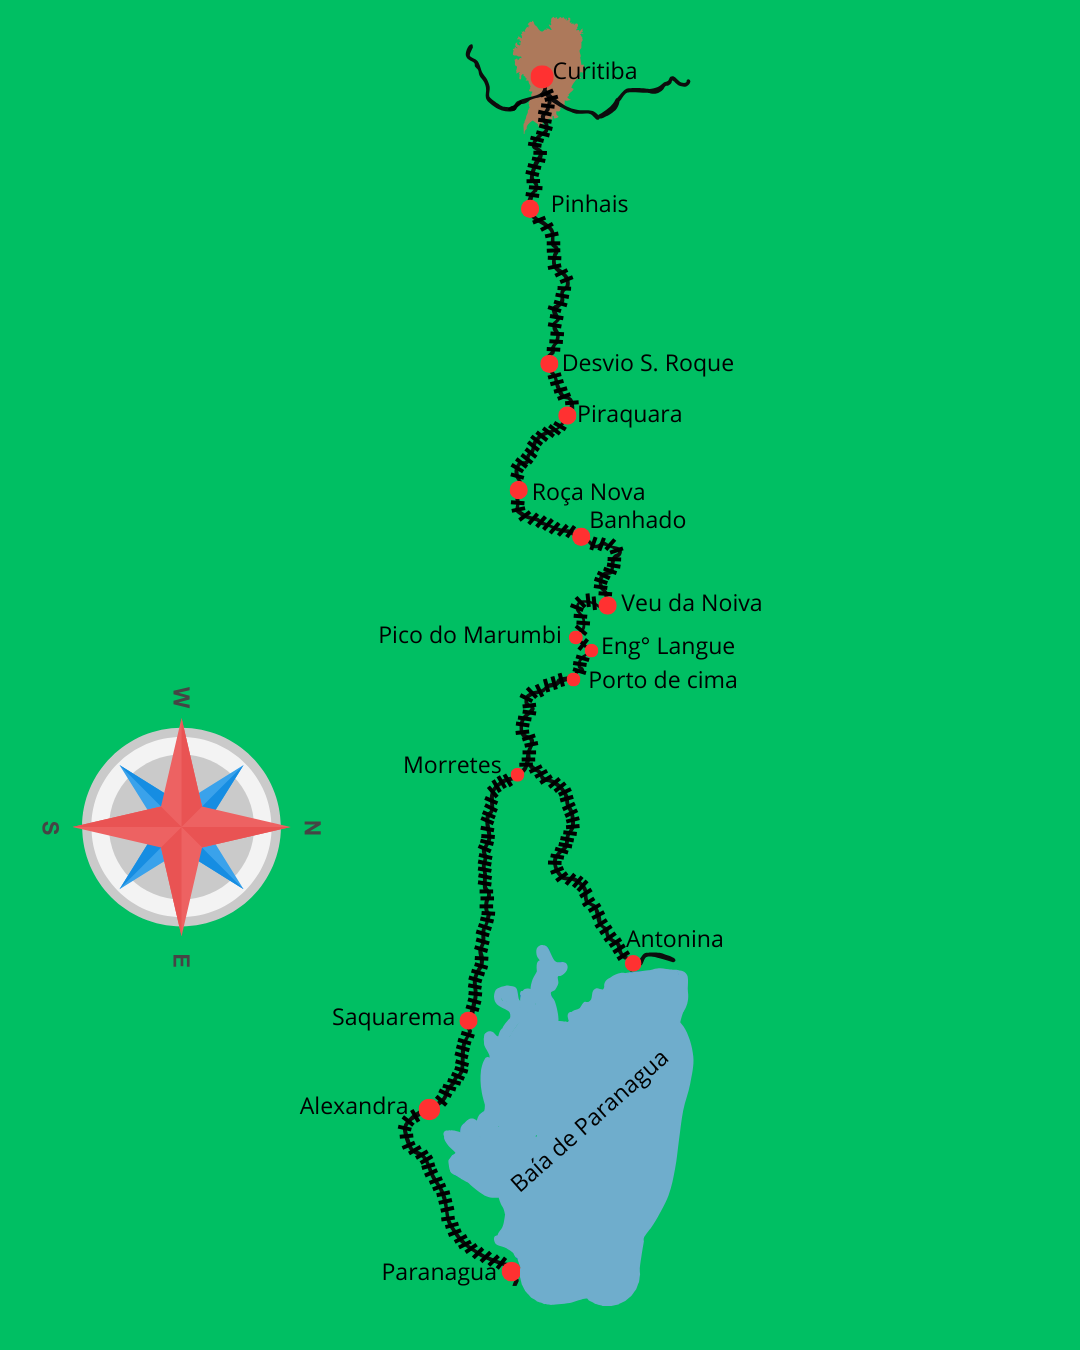 Curitiba
Pinhais
Desvio S. Roque
Piraquara
Roça Nova
Banhado
Veu da Noiva
Pico do Marumbi
Eng° Langue
Porto de cima
W
Morretes
S
N
Antonina
E
Saquarema
Baía de Paranagua
Alexandra
Paranagua